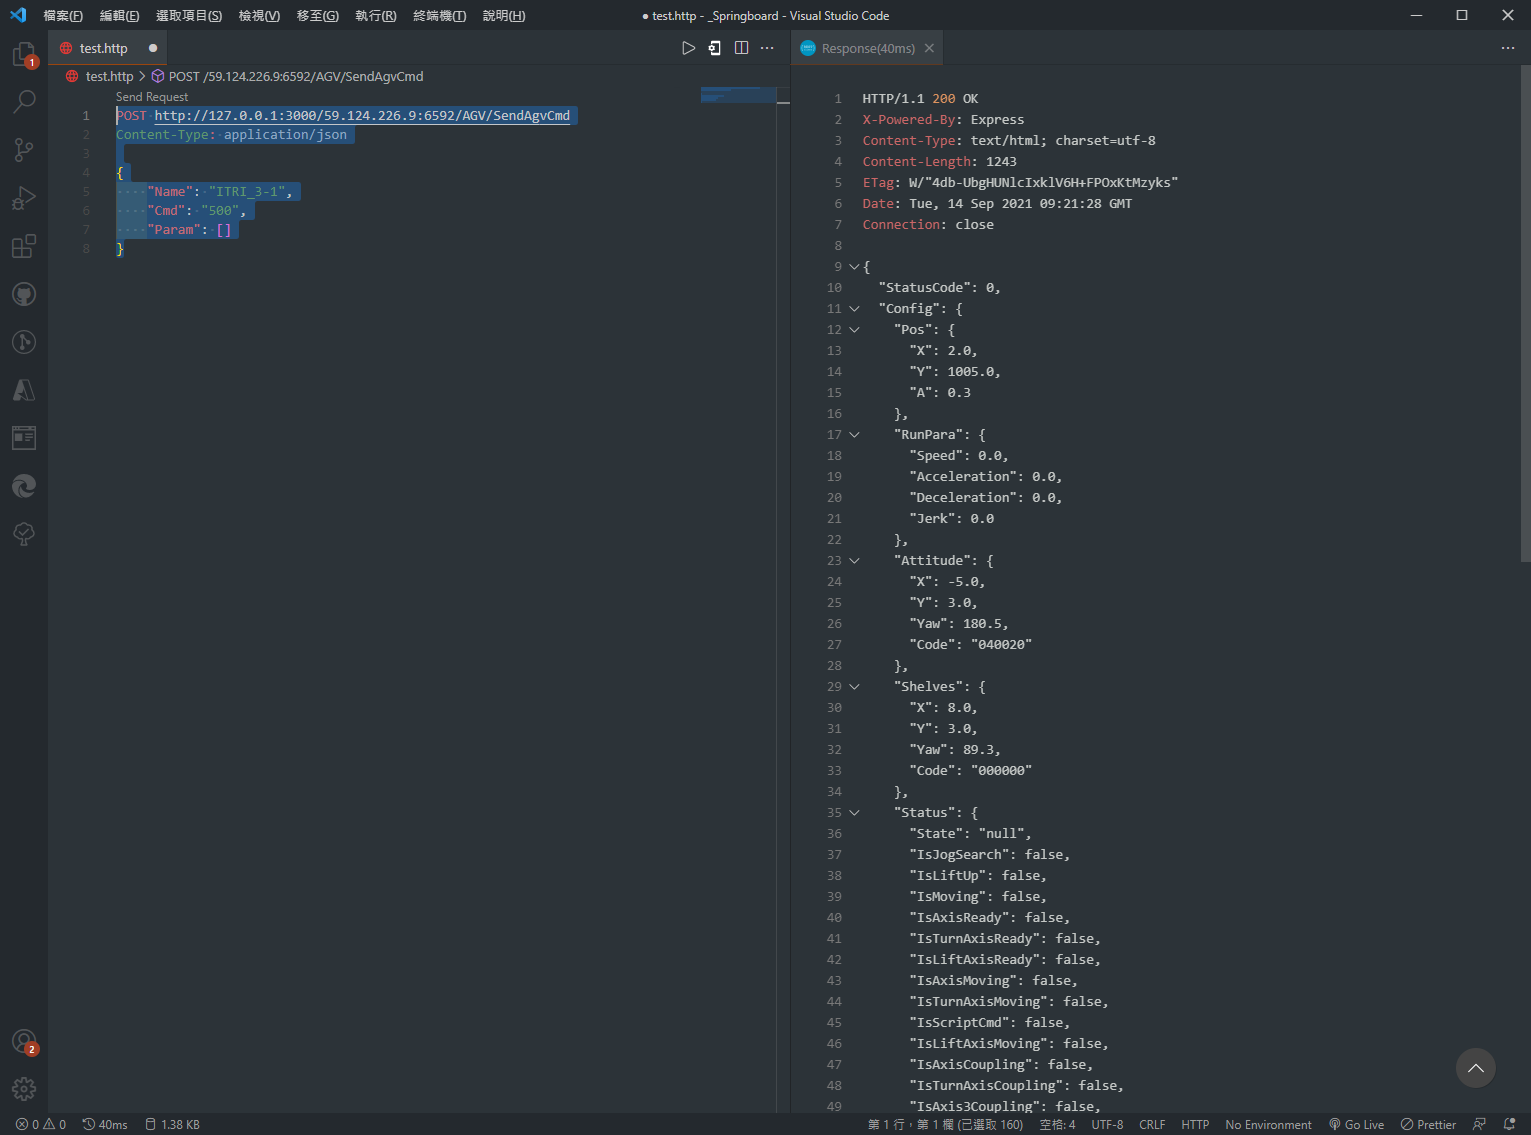 檔案(F) 編輯(E) 選取項目(S) 檢視(V) 移至(G) 執行(R) 終端機(T) 說明(H)
● test.http - _Springboard - Visual Studio Code
test.http ●
test.http > POST /59.124.226.9:6592/AGV/SendAgvCmd
Send Request
1 POST http://127.0.0.1:3000/59.124.226.9:6592/AGV/SendAgvCmd
2 Content-Type: application/json
3
4 {
5 "Name": "ITRI_3-1",
6 "Cmd": "500",
7 "Param": []
8 }
Response(40ms)
1 HTTP/1.1 200 OK
2 X-Powered-By: Express
3 Content-Type: text/html; charset=utf-8
4 Content-Length: 1243
5 ETag: W/"4db-UbgHUNlcIxklV6H+FPOxKtMzyks"
6 Date: Tue, 14 Sep 2021 09:21:28 GMT
7 Connection: close
8
9 {
10 "StatusCode": 0,
11 "Config": {
12 "Pos": {
13 "X": 2.0,
14 "Y": 1005.0,
15 "A": 0.3
16 },
17 "RunPara": {
18 "Speed": 0.0,
19 "Acceleration": 0.0,
20 "Deceleration": 0.0,
21 "Jerk": 0.0
22 },
23 "Attitude": {
24 "X": -5.0,
25 "Y": 3.0,
26 "Yaw": 180.5,
27 "Code": "040020"
28 },
29 "Shelves": {
30 "X": 8.0,
31 "Y": 3.0,
32 "Yaw": 89.3,
33 "Code": "000000"
34 },
35 "Status": {
36 "State": "null",
37 "IsJogSearch": false,
38 "IsLiftUp": false,
39 "IsMoving": false,
40 "IsAxisReady": false,
41 "IsTurnAxisReady": false,
42 "IsLiftAxisReady": false,
43 "IsAxisMoving": false,
44 "IsTurnAxisMoving": false,
45 "IsScriptCmd": false,
46 "IsLiftAxisMoving": false,
47 "IsAxisCoupling": false,
48 "IsTurnAxisCoupling": false,
49 "IsAxis3Coupling": false,
1
2
0 0 40ms 1.38 KB
第 1 行，第 1 欄 (已選取 160) 空格: 4 UTF-8 CRLF HTTP No Environment Go Live Prettier